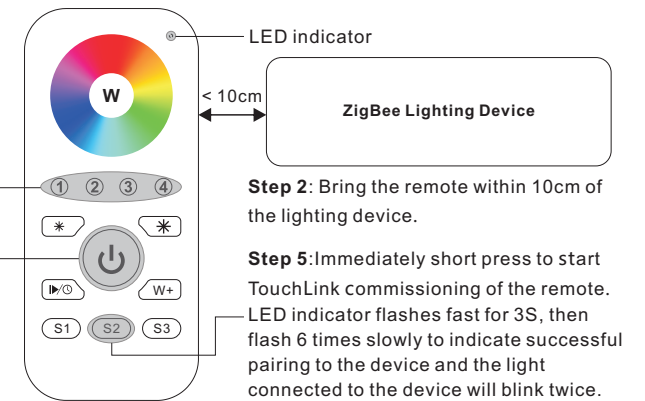 LED indicator
W
< 10cm
ZigBee Lighting Device
1 2 3 4
Step 2: Bring the remote within 10cm of
the lighting device.
Step 5:Immediately short press to start
TouchLink commissioning of the remote.
W+
S1 S2 S3
LED indicator flashes fast for 3S, then
flash 6 times slowly to indicate successful
pairing to the device and the light
connected to the device will blink twice.